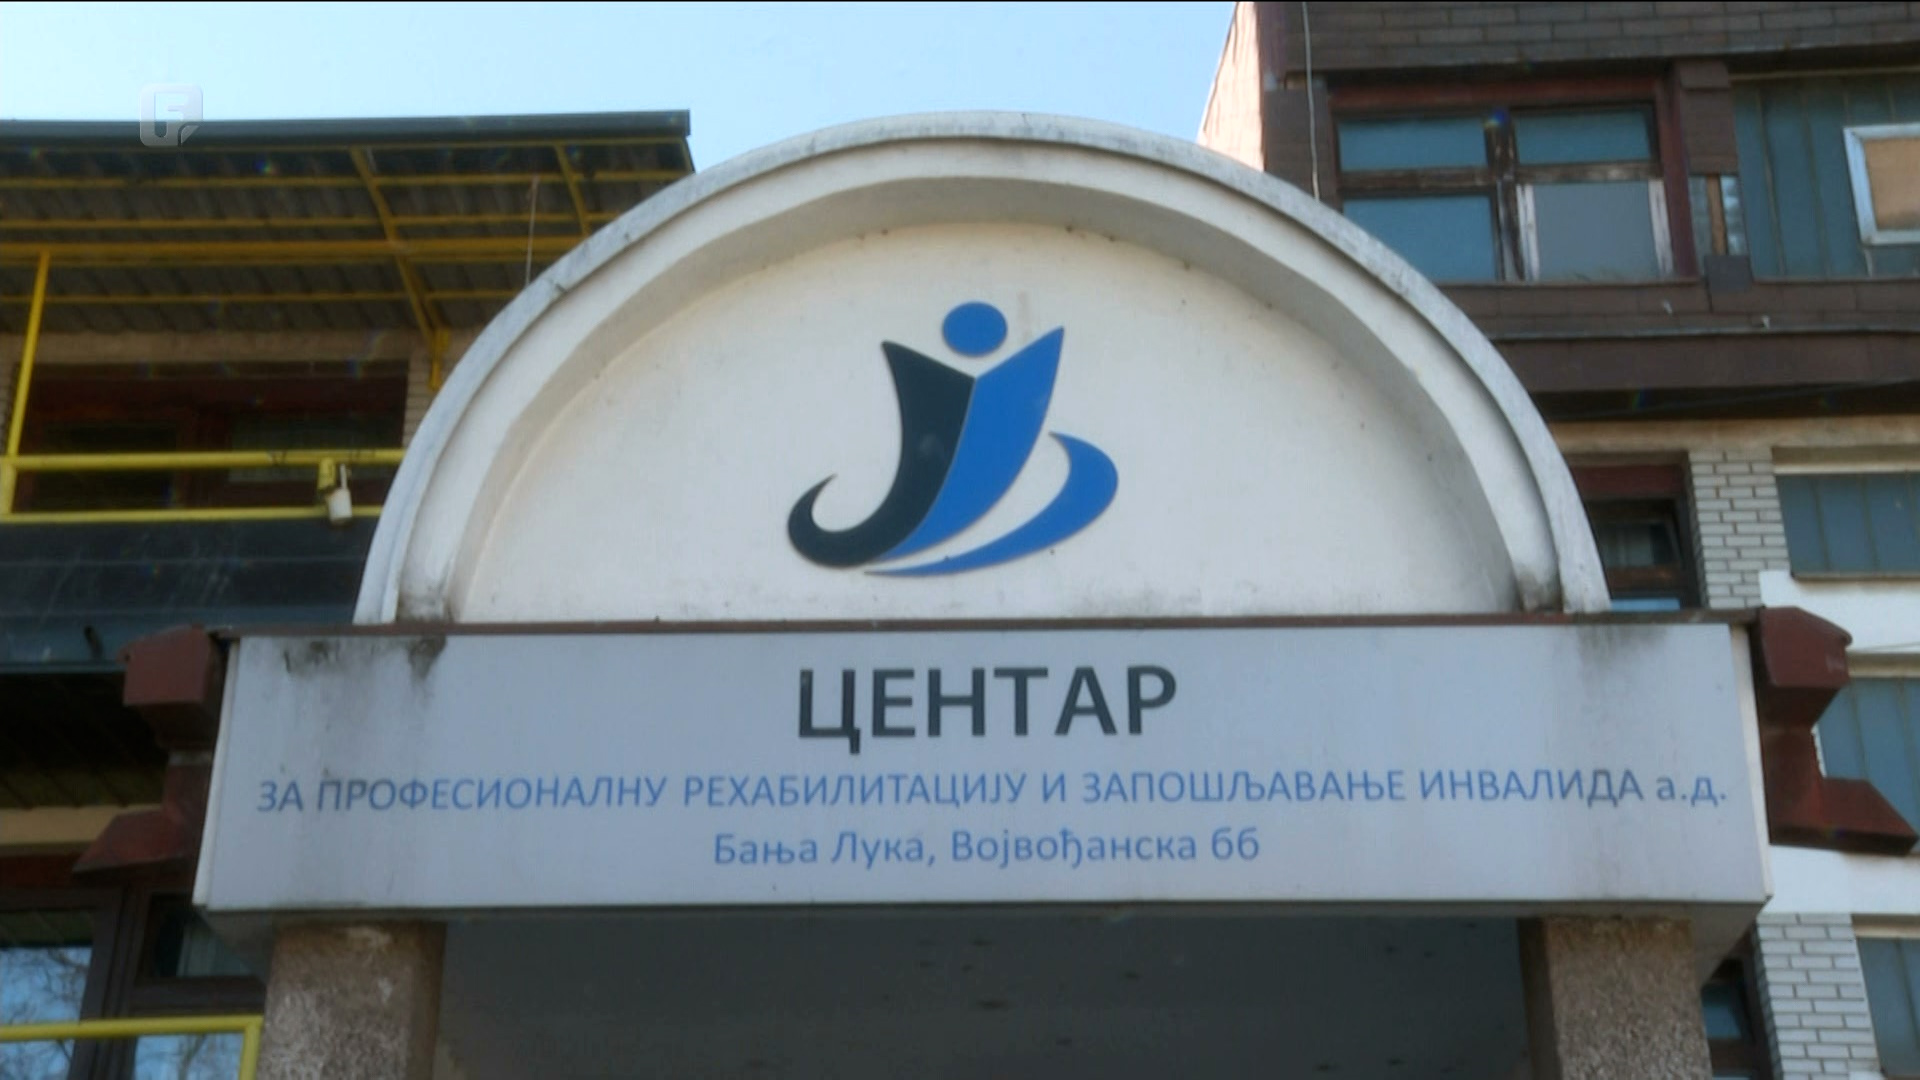 F
ЦЕНТАР
ЗА ПРОФЕСИОНАЛНУ РЕХАБИЛИТАЦИЈУ И ЗАПОШЉАВАЊЕ ИНВАЛИДА а.д.
Бања Лука, Војвођанска бб